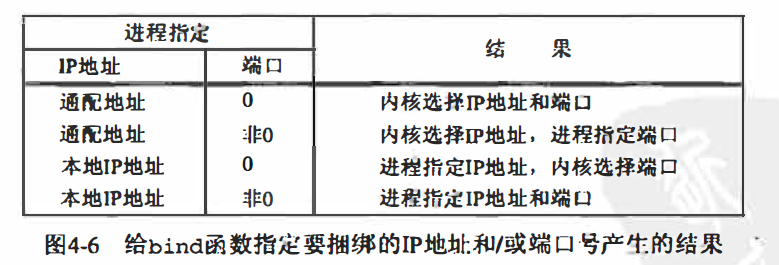 进程指定 结 果
IP地址 端口
通配地址 0 内核选择IP地址和端口
通配地址 非0 内核选择IP地址，进程指定端口
本地IP地址 0 进程指定IP地址，内核选择端口
本地IP地址 非0 进程指定IP地址和端口
图4-6 给bind函数指定要捆绑的IP地址和/或端口号产生的结果